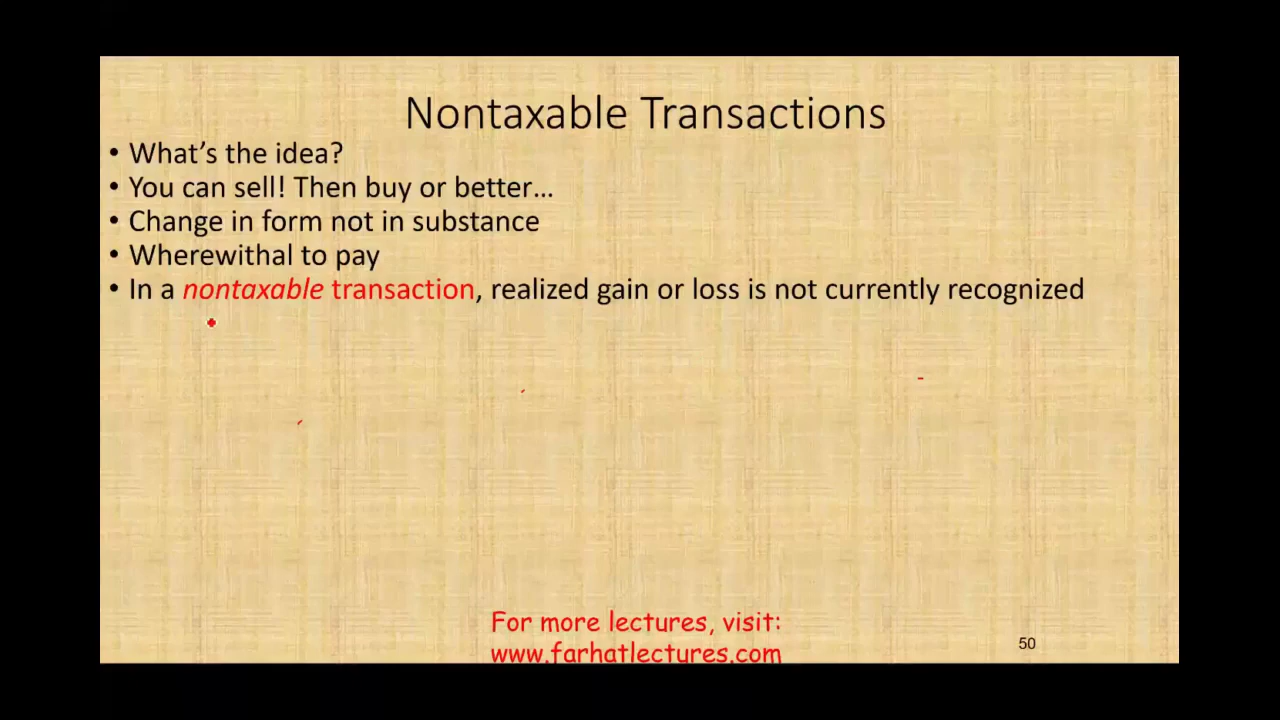 Nontaxable Transactions
• What's the idea?
• You can sell! Then buy or better…
• Change in form not in substance
• Wherewithal to pay
• In a nontaxable transaction, realized gain or loss is not currently recognized
For more lectures, visit:
www.farhatlectures.com
50